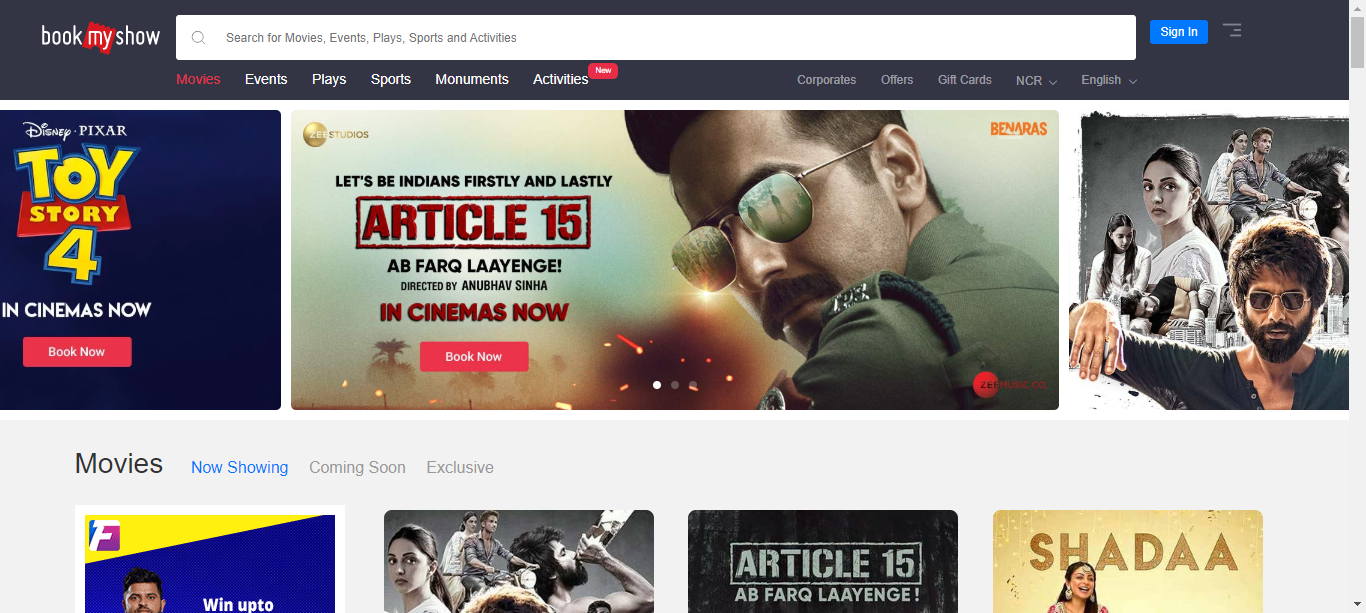 book my show
Search for Movies, Events, Plays, Sports and Activities
Sign In
Movies
Events
Plays
Sports
Monuments
Activities
New
Corporates
Offers
Gift Cards
NCR
English
Disney · PIXAR
TOY
STORY
4
IN CINEMAS NOW
Book Now
ZEE STUDIOS
BENARAS
LET'S BE INDIANS FIRSTLY AND LASTLY
ARTICLE 15
AB FARQ LAAYENGE!
DIRECTED BY ANUBHAV SINHA
IN CINEMAS NOW
Book Now
ZEE MUSIC CO.
Movies
Now Showing
Coming Soon
Exclusive
F
Win upto
ARTICLE 15
AB FARQ LAAYENGE!
SHADAA